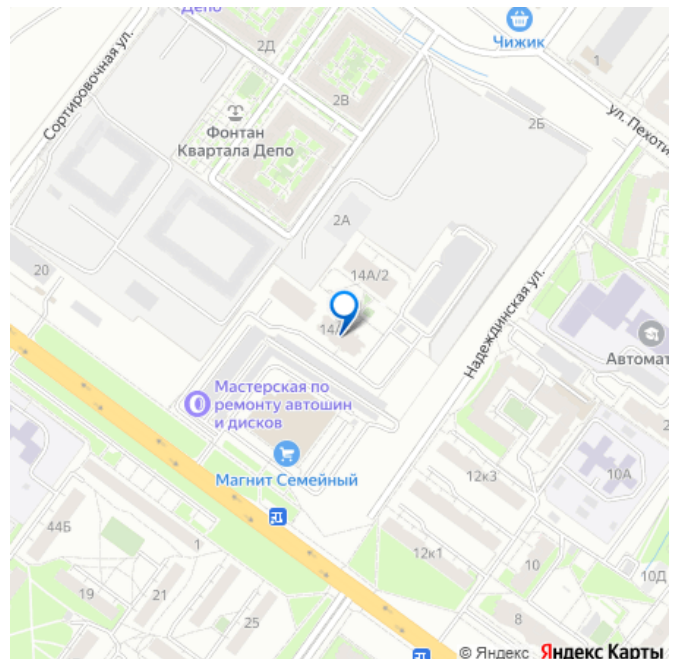 Депо
2Д
Чижик
1
Сортировочная ул.
2В
2Б
ул. Пехоти
Фонтан
Квартала Депо
2А
20
14А/2
14А
Надеждинская ул.
Автомат
Мастерская по
ремонту автошин
и дисков
Магнит Семейный
12к3
10А
2
44Б
1
12к1
10
10Д
19
21
25
8
© Яндекс Яндекс Карты